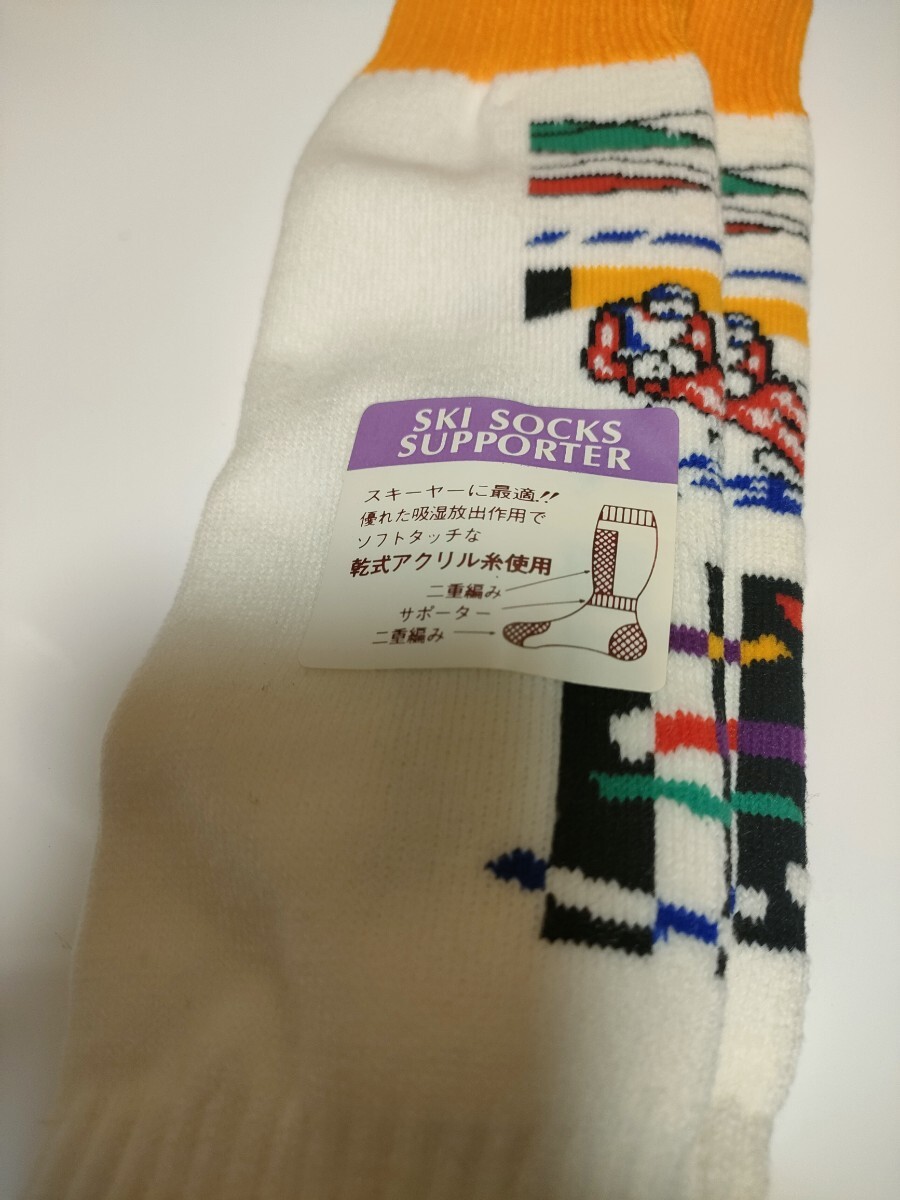 SKI SOCKS
SUPPORTER
スキーヤーに最適!!
優れた吸湿放出作用で
ソフトタッチな
乾式アクリル糸使用
二重編み
サポーター
二重編み